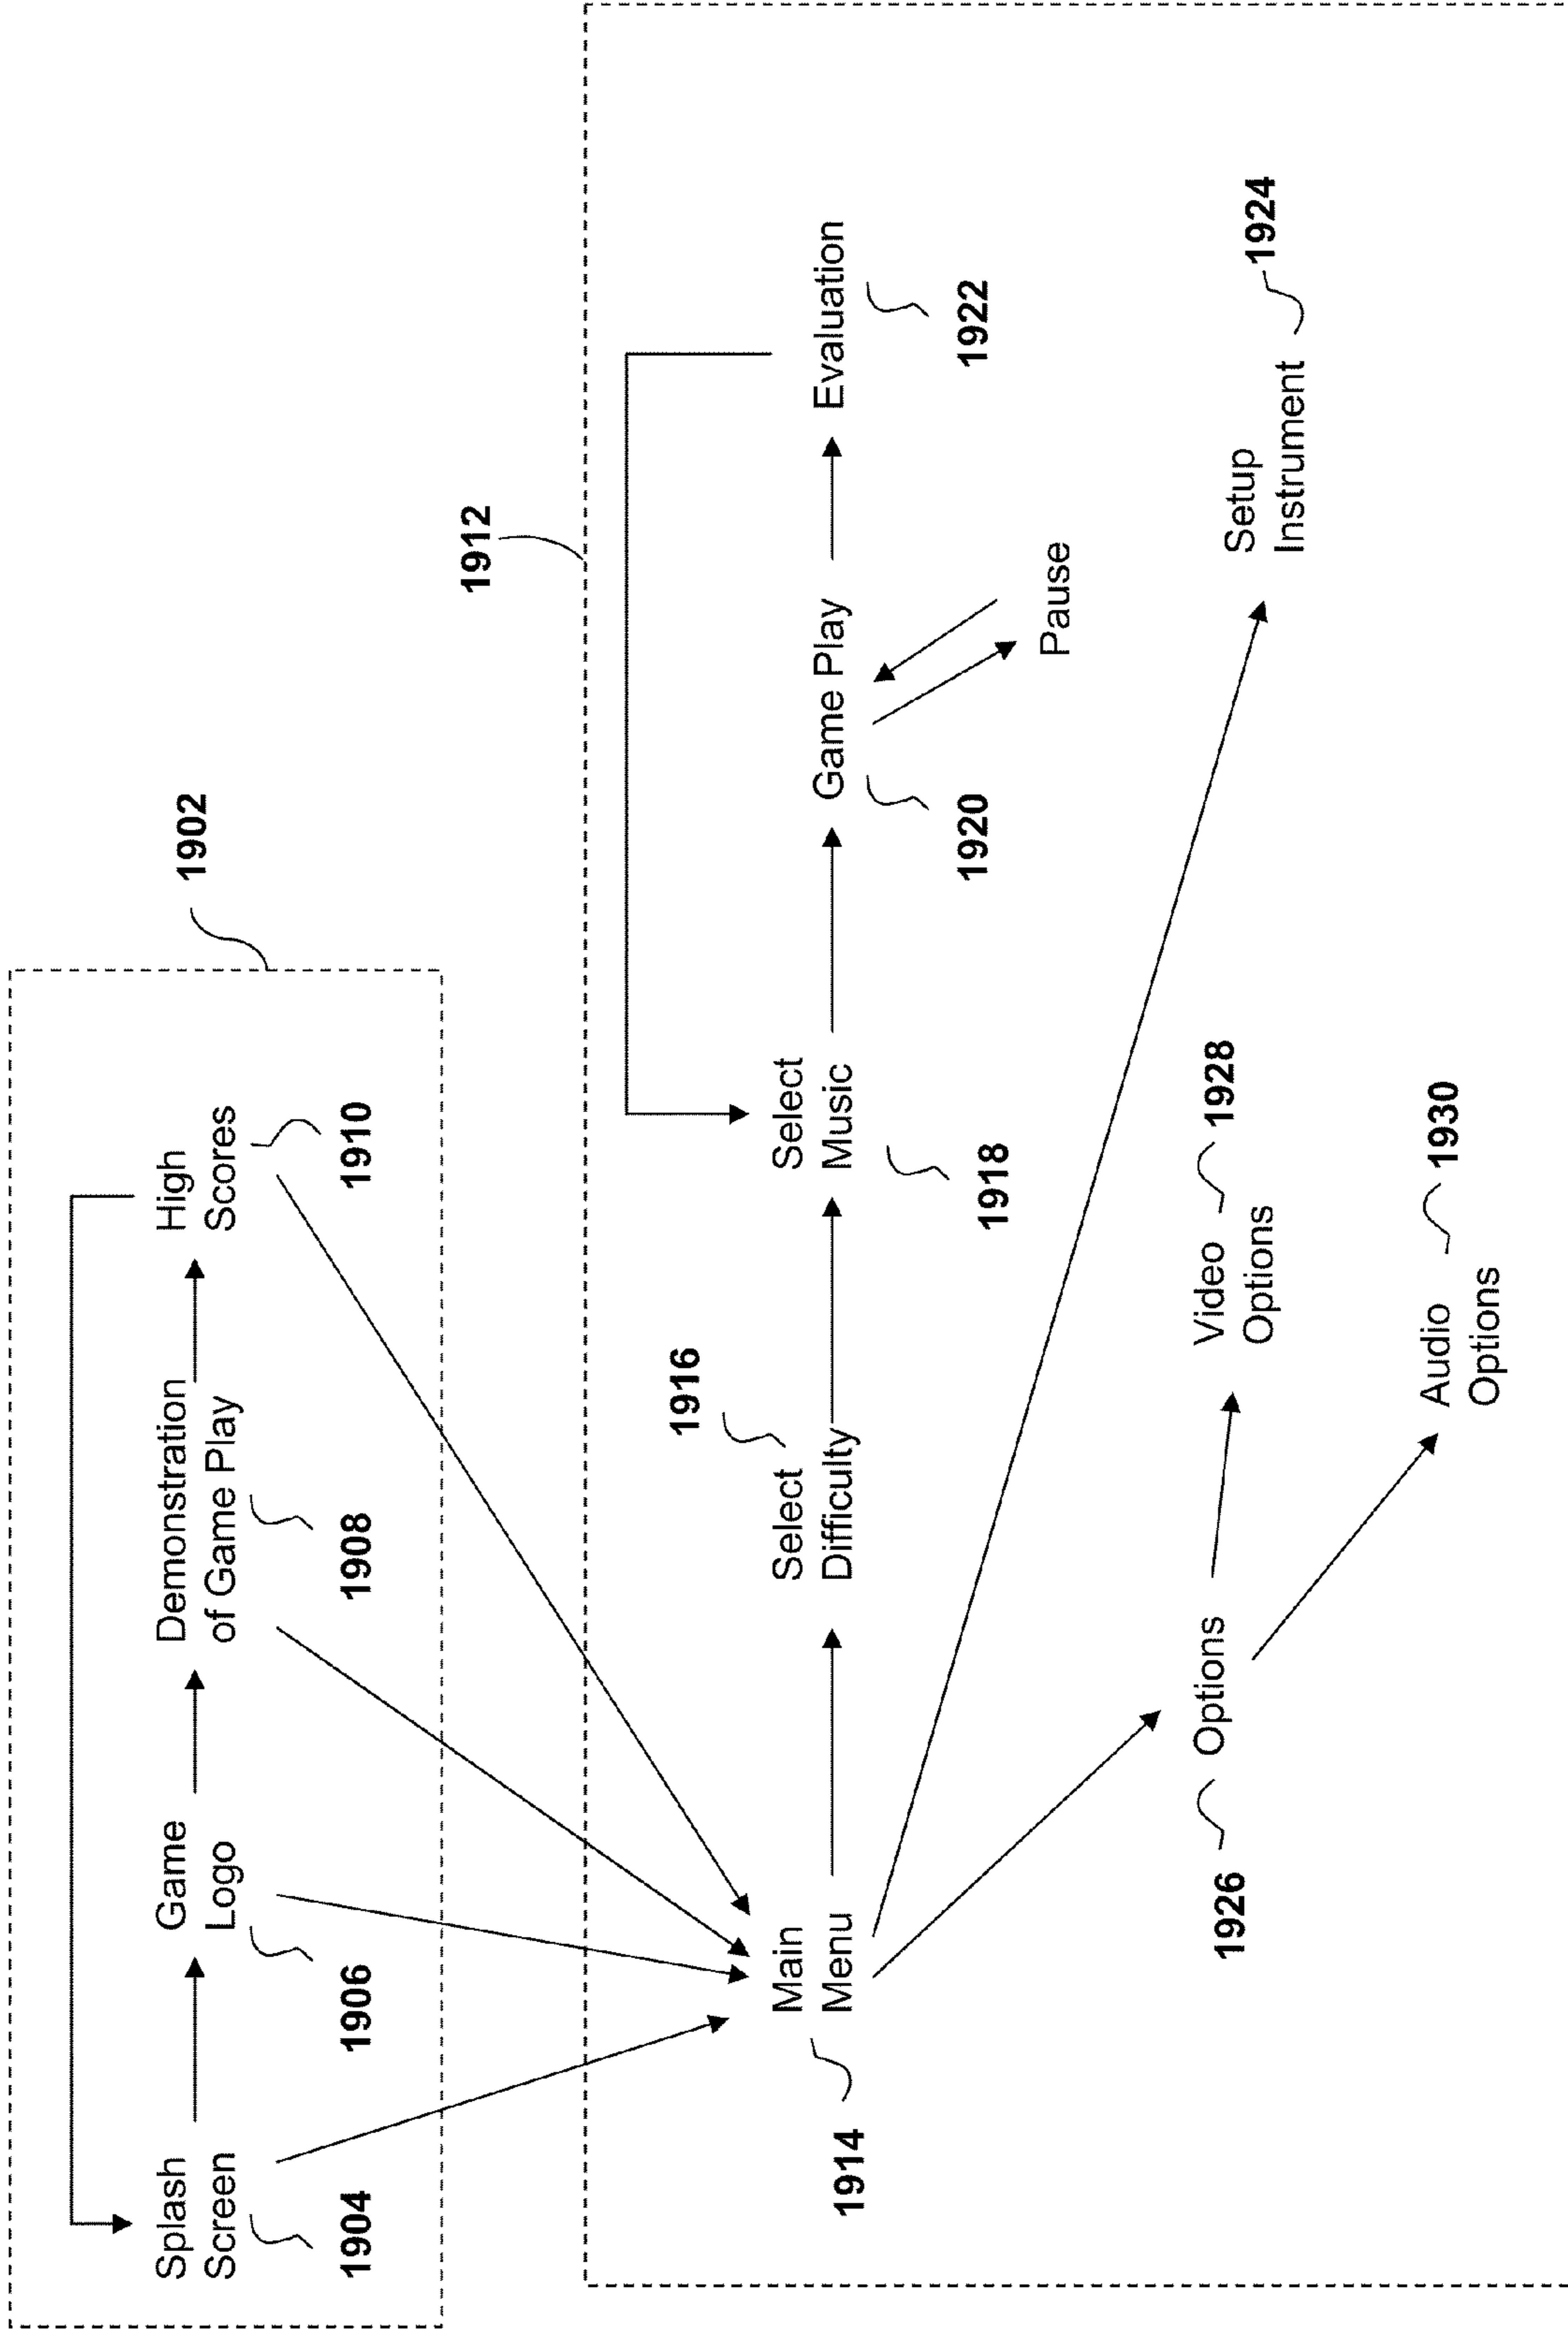 1902
Splash
Screen
1904
Game
Logo
1906
Demonstration
of Game Play
1908
High
Scores
1910
1912
Main
Menu
1914
Select
Difficulty
1916
Select
Music
1918
Game Play
1920
Pause
Evaluation
1922
Setup
Instrument
1924
Options
1926
Video
Options
1928
Audio
Options
1930